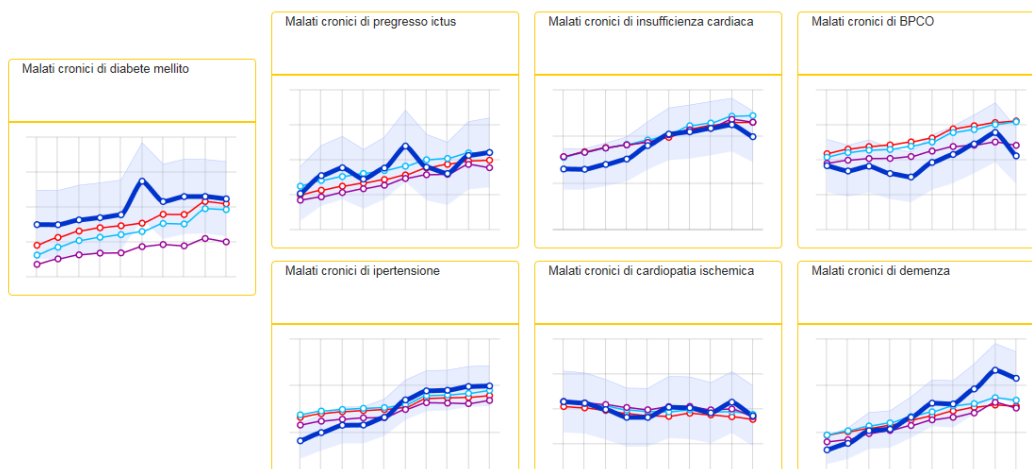 Malati cronici di diabete mellito
Malati cronici di pregresso ictus
Malati cronici di insufficienza cardiaca
Malati cronici di BPCO
Malati cronici di ipertensione
Malati cronici di cardiopatia ischemica
Malati cronici di demenza